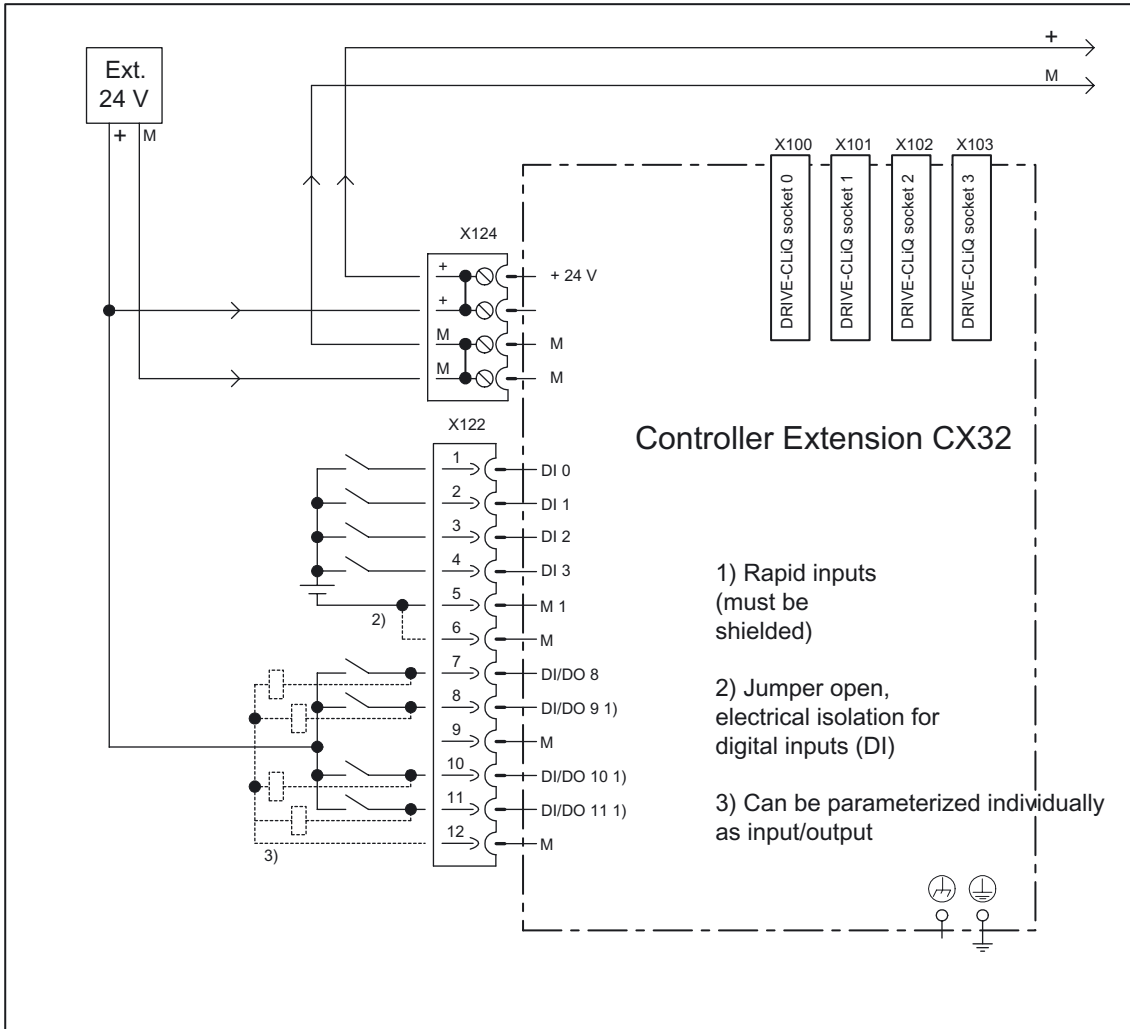 +
M
Ext.
24 V
+ M
X100 X101 X102 X103
DRIVE-CLiQ socket 0
DRIVE-CLiQ socket 1
DRIVE-CLiQ socket 2
DRIVE-CLiQ socket 3
X124
+ + 24 V
+
M M
M M
X122
Controller Extension CX32
1 DI 0
2 DI 1
3 DI 2
4 DI 3
5 M 1
2)
6 M
7 DI/DO 8
8 DI/DO 9 1)
9 M
10 DI/DO 10 1)
11 DI/DO 11 1)
12 M
3)
1) Rapid inputs
(must be
shielded)
2) Jumper open,
electrical isolation for
digital inputs (DI)
3) Can be parameterized individually
as input/output